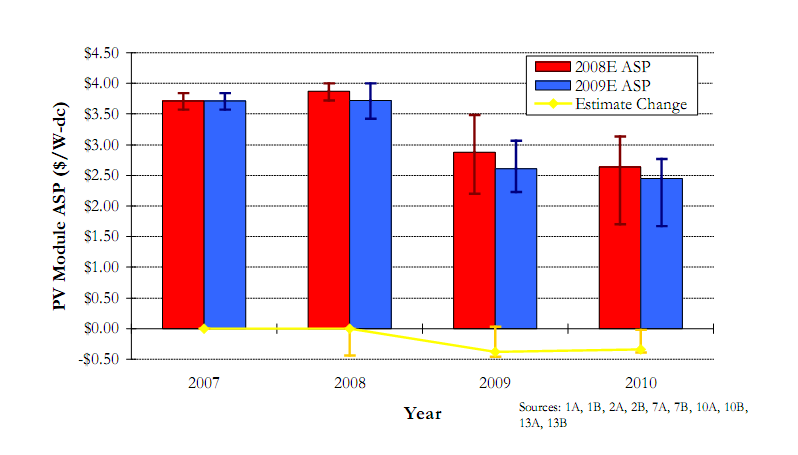 $4.50
$4.00
$3.50
$3.00
$2.50
$2.00
$1.50
$1.00
$0.50
$0.00
-$0.50
PV Module ASP ($/W-dc)
2008E ASP
2009E ASP
Estimate Change
2007
2008
2009
2010
Year
Sources: 1A, 1B, 2A, 2B, 7A, 7B, 10A, 10B,
13A, 13B